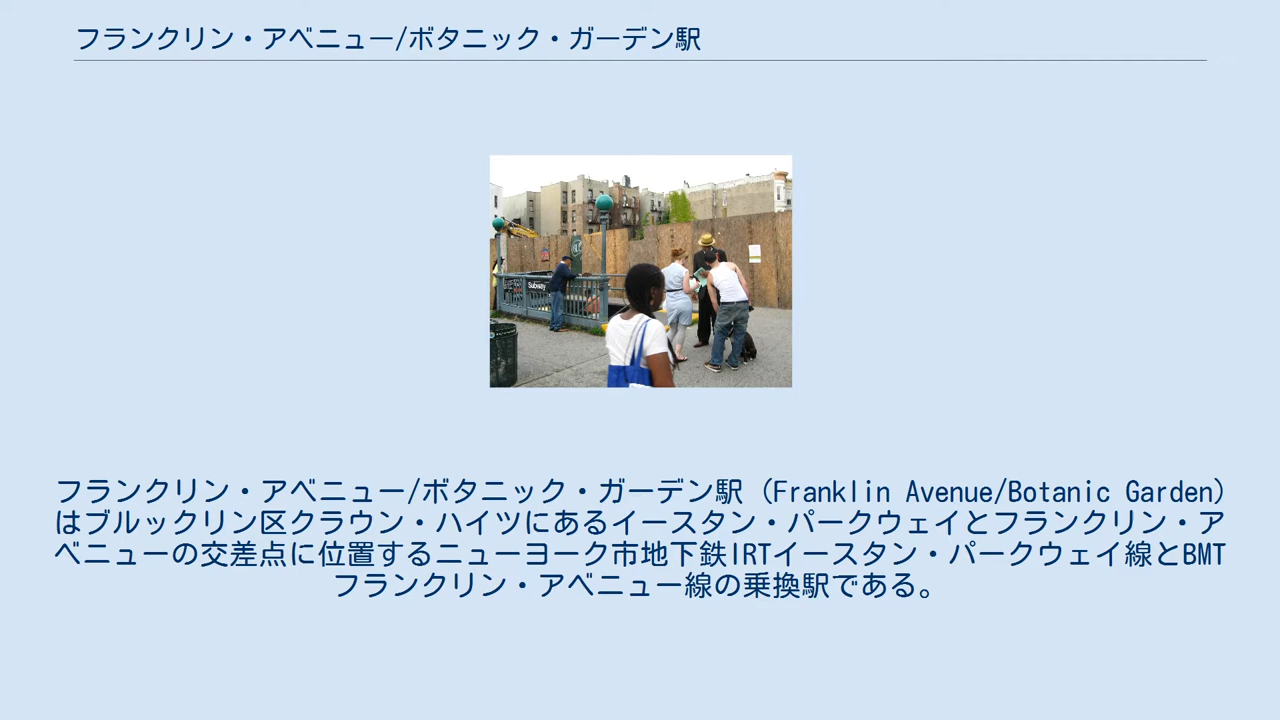 フランクリン・アベニュー/ボタニック・ガーデン駅
Subway
フランクリン・アベニュー/ボタニック・ガーデン駅 (Franklin Avenue/Botanic Garden)
はブルックリン区クラウン・ハイツにあるイースタン・パークウェイとフランクリン・ア
ベニューの交差点に位置するニューヨーク市地下鉄IRTイースタン・パークウェイ線とBMT
フランクリン・アベニュー線の乗換駅である。